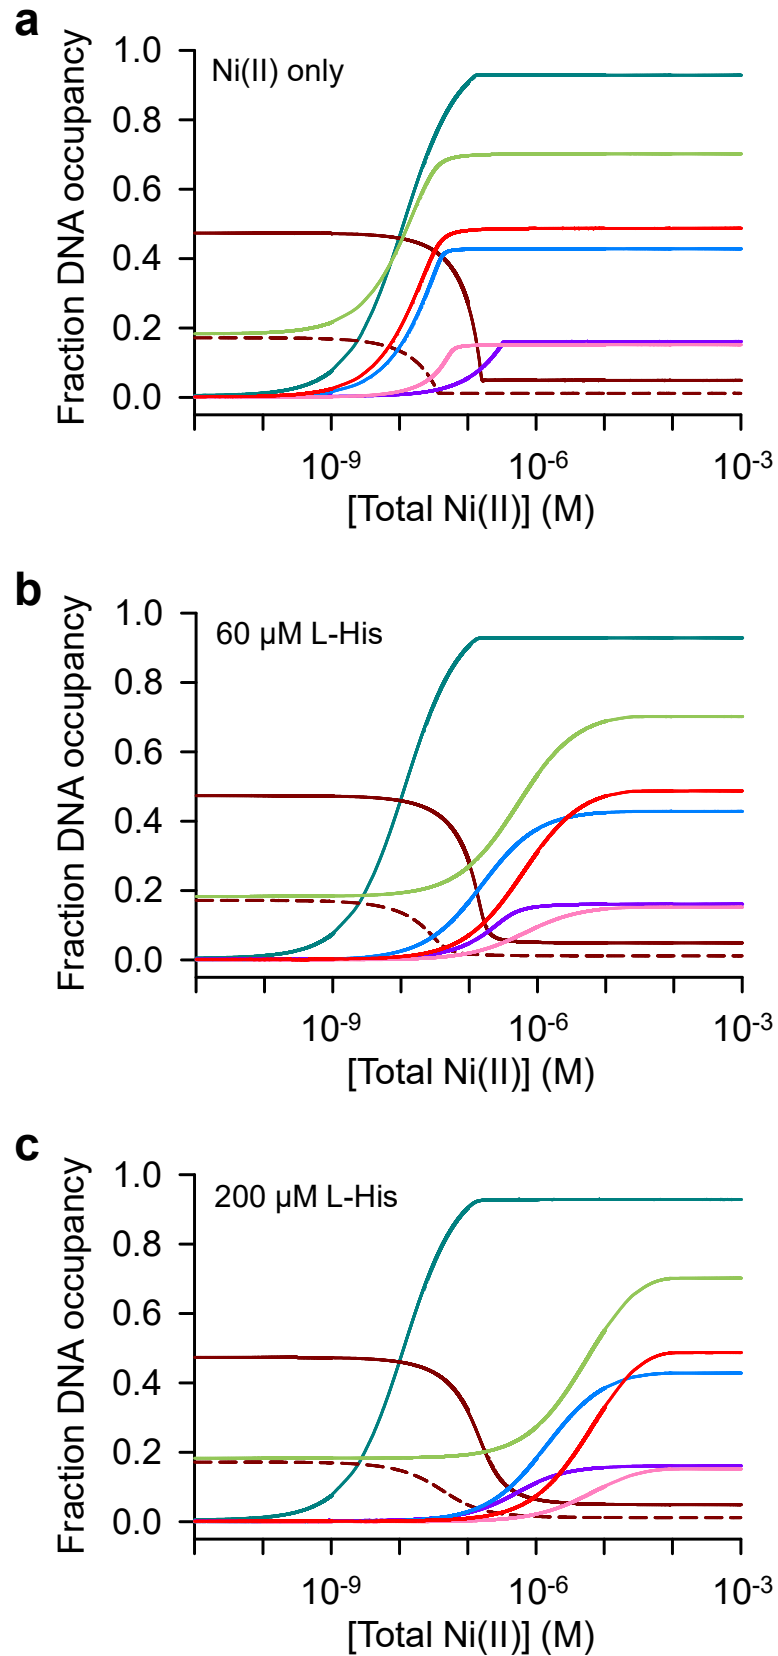 a
Fraction DNA occupancy
1.0
0.8
0.6
0.4
0.2
0.0
Ni(II) only
10-9
10-6
10-3
[Total Ni(II)] (M)
b
Fraction DNA occupancy
1.0
0.8
0.6
0.4
0.2
0.0
60 µM L-His
10-9
10-6
10-3
[Total Ni(II)] (M)
c
Fraction DNA occupancy
1.0
0.8
0.6
0.4
0.2
0.0
200 µM L-His
10-9
10-6
10-3
[Total Ni(II)] (M)